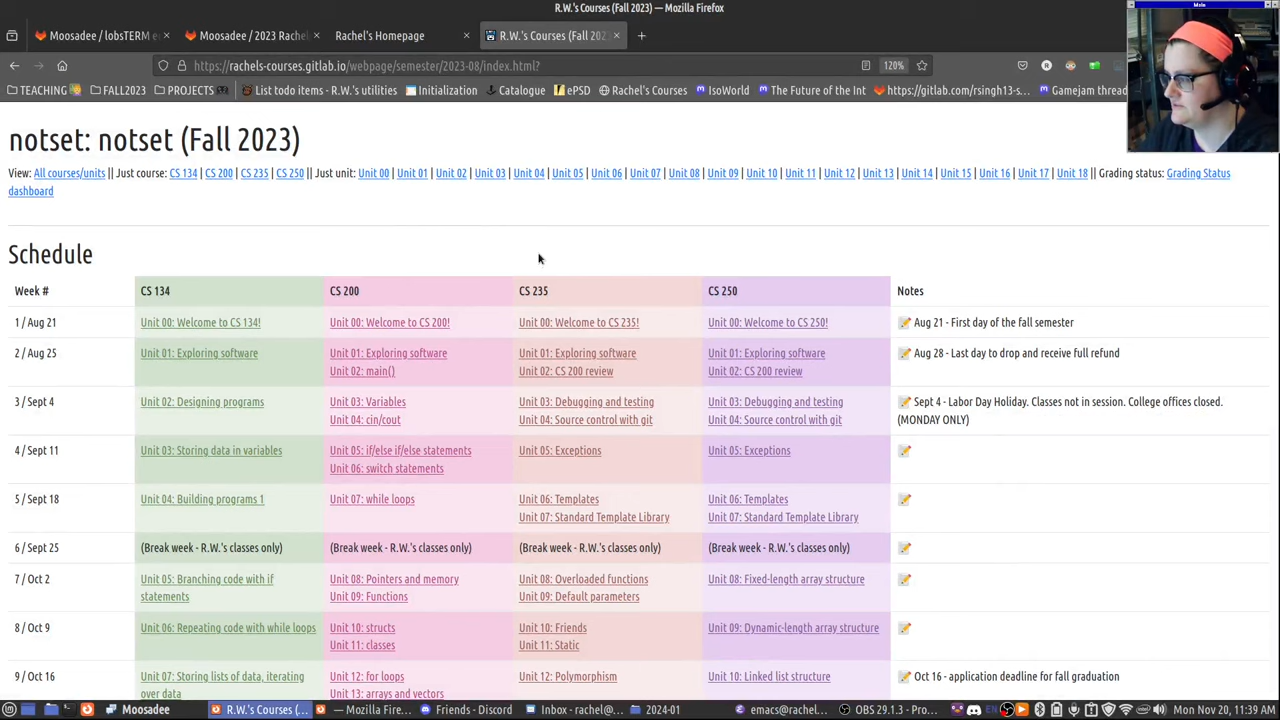 R.W.'s Courses (Fall 2023) — Mozilla Firefox
Main
Moosadee / lobsTERM
Moosadee / 2023 Rachel
Rachel's Homepage
R.W.'s Courses (Fall 202
https://rachels-courses.gitlab.io/webpage/semester/2023-08/index.html?
120%
TEACHING
FALL2023
PROJECTS
List todo items - R.W.'s utilities
Initialization
Catalogue
ePSD
Rachel's Courses
IsoWorld
The Future of the Int
https://gitlab.com/rsingh13-s...
Gamejam thread
notset: notset (Fall 2023)
View: All courses/units || Just course: CS 134 | CS 200 | CS 235 | CS 250 || Just unit: Unit 00 | Unit 01 | Unit 02 | Unit 03 | Unit 04 | Unit 05 | Unit 06 | Unit 07 | Unit 08 | Unit 09 | Unit 10 | Unit 11 | Unit 12 | Unit 13 | Unit 14 | Unit 15 | Unit 16 | Unit 17 | Unit 18 || Grading status: Grading Status
dashboard
Schedule
Week # CS 134 CS 200 CS 235 CS 250 Notes
1 / Aug 21 Unit 00: Welcome to CS 134! Unit 00: Welcome to CS 200! Unit 00: Welcome to CS 235! Unit 00: Welcome to CS 250! 📝 Aug 21 - First day of the fall semester
2 / Aug 25 Unit 01: Exploring software Unit 01: Exploring software Unit 01: Exploring software Unit 01: Exploring software 📝 Aug 28 - Last day to drop and receive full refund
Unit 02: main() Unit 02: CS 200 review Unit 02: CS 200 review
3 / Sept 4 Unit 02: Designing programs Unit 03: Variables Unit 03: Debugging and testing Unit 03: Debugging and testing 📝 Sept 4 - Labor Day Holiday. Classes not in session. College offices closed.
Unit 04: cin/cout Unit 04: Source control with git Unit 04: Source control with git (MONDAY ONLY)
4 / Sept 11 Unit 03: Storing data in variables Unit 05: if/else if/else statements Unit 05: Exceptions Unit 05: Exceptions 📝
Unit 06: switch statements
5 / Sept 18 Unit 04: Building programs 1 Unit 07: while loops Unit 06: Templates Unit 06: Templates 📝
Unit 07: Standard Template Library Unit 07: Standard Template Library
6 / Sept 25 (Break week - R.W.'s classes only) (Break week - R.W.'s classes only) (Break week - R.W.'s classes only) (Break week - R.W.'s classes only) 📝
7 / Oct 2 Unit 05: Branching code with if Unit 08: Pointers and memory Unit 08: Overloaded functions Unit 08: Fixed-length array structure 📝
statements Unit 09: Functions Unit 09: Default parameters
8 / Oct 9 Unit 06: Repeating code with while loops Unit 10: structs Unit 10: Friends Unit 09: Dynamic-length array structure 📝
Unit 11: classes Unit 11: Static
9 / Oct 16 Unit 07: Storing lists of data, iterating Unit 12: for loops Unit 12: Polymorphism Unit 10: Linked list structure 📝 Oct 16 - application deadline for fall graduation
over data Unit 13: arrays and vectors
Moosadee
R.W.'s Courses (...
— Mozilla Fire...
Friends - Discord
Inbox - rachel@...
2024-01
emacs@rachel...
OBS 29.1.3 - Pro...
EN
Mon Nov 20, 11:39 AM